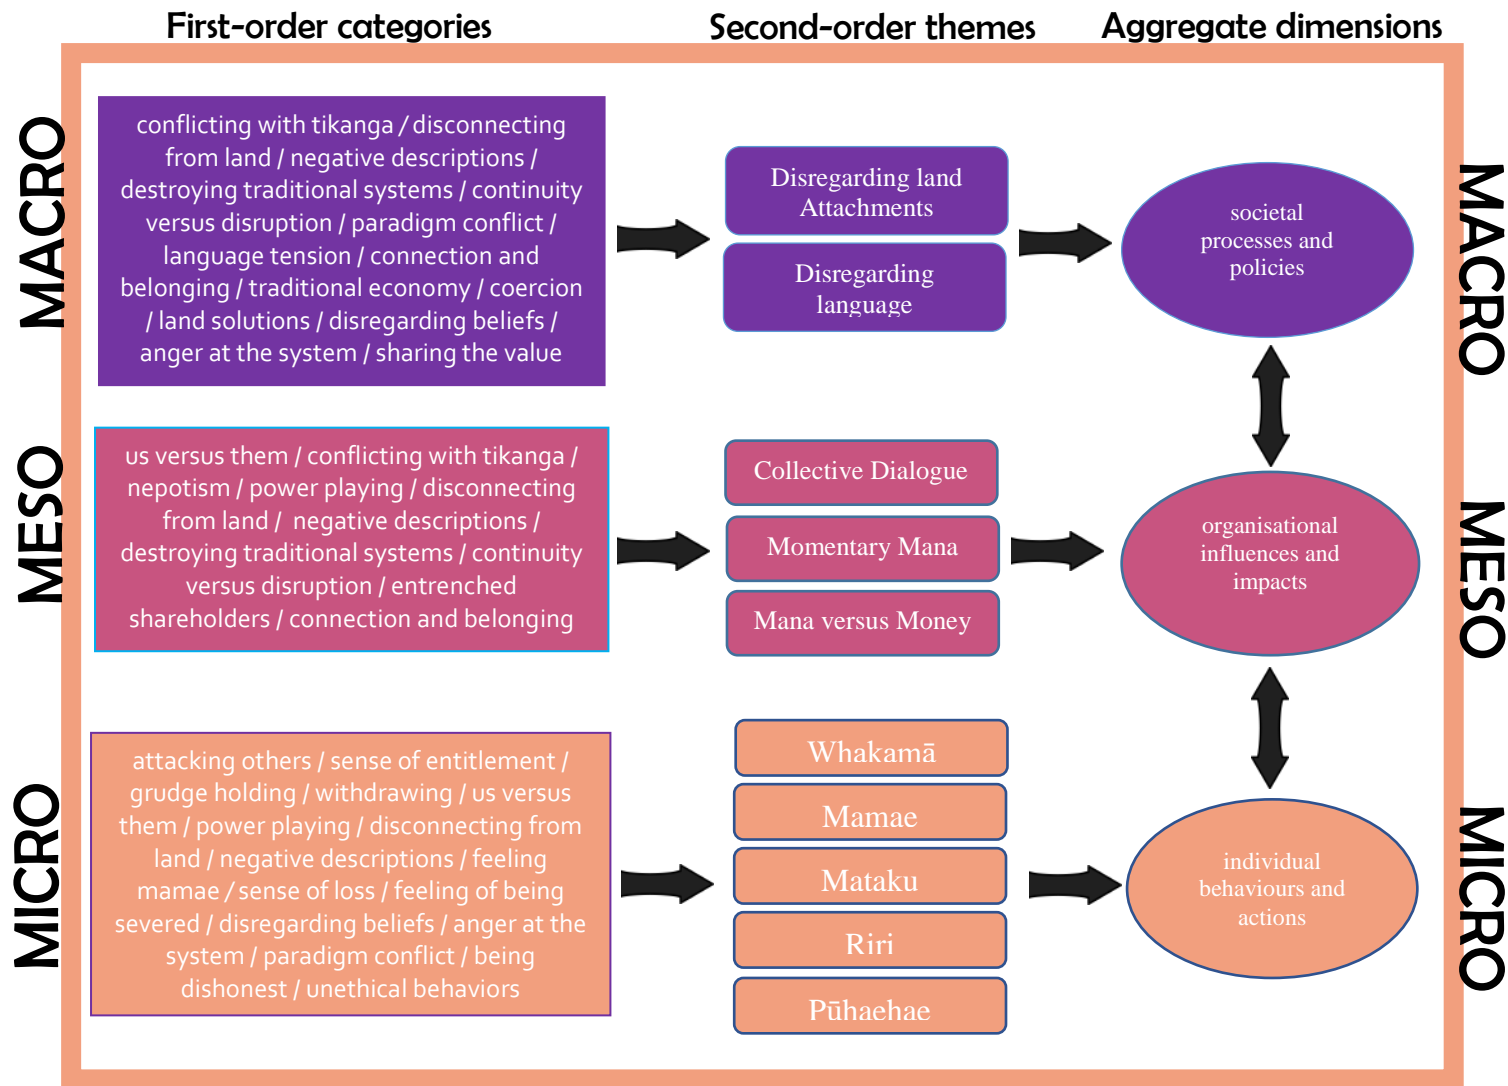 First-order categories
Second-order themes
Aggregate dimensions
MACRO
conflicting with tikanga / disconnecting
from land / negative descriptions /
destroying traditional systems / continuity
versus disruption / paradigm conflict /
language tension / connection and
belonging / traditional economy / coercion
/ land solutions / disregarding beliefs /
anger at the system / sharing the value
Disregarding land
Attachments
Disregarding
language
societal
processes and
policies
MACRO
MESO
us versus them / conflicting with tikanga /
nepotism / power playing / disconnecting
from land / negative descriptions /
destroying traditional systems / continuity
versus disruption / entrenched
shareholders / connection and belonging
Collective Dialogue
Momentary Mana
Mana versus Money
organisational
influences and
impacts
MESO
MICRO
attacking others / sense of entitlement /
grudge holding / withdrawing / us versus
them / power playing / disconnecting from
land / negative descriptions / feeling
mamae / sense of loss / feeling of being
severed / disregarding beliefs / anger at the
system / paradigm conflict / being
dishonest / unethical behaviors
Whakamā
Mamae
Mataku
Riri
Pūhaehae
individual
behaviours and
actions
MICRO